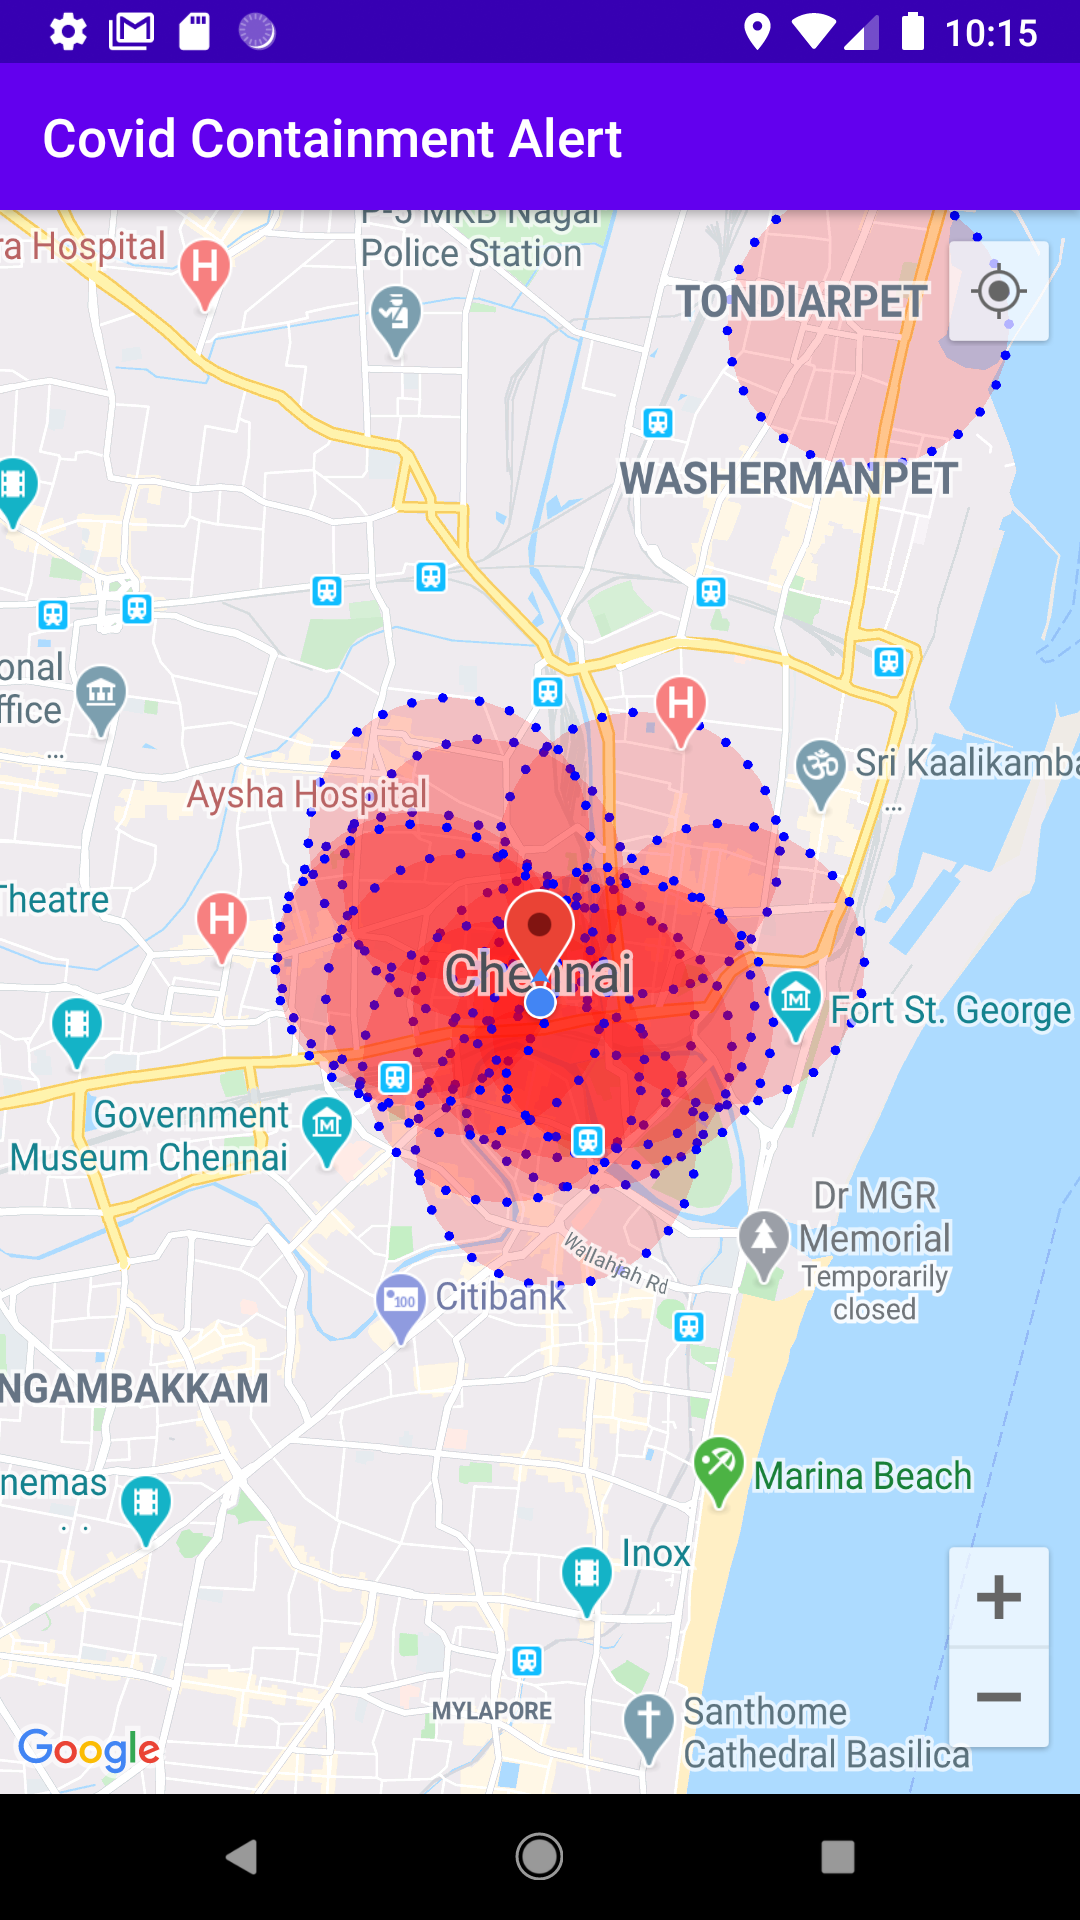 10:15
Covid Containment Alert
P-5 MKB Nagar
Police Station
ra Hospital
TONDIARPET
WASHERMANPET
onal
ffice
...
Sri Kaalikamba
...
Aysha Hospital
Theatre
Chennai
Fort St. George
Government
Museum Chennai
Dr MGR
Memorial
Temporarily
closed
Wallahjah Rd
Citibank
100
NGAMBAKKAM
Marina Beach
nemas
Inox
MYLAPORE
Santhome
Cathedral Basilica
Google